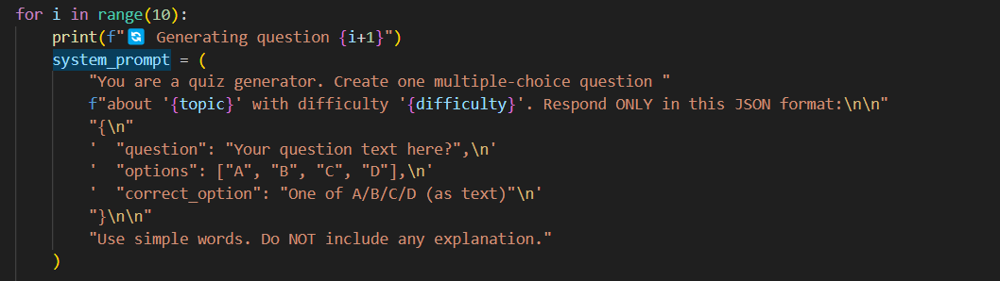 for i in range(10):
    print(f"🔄 Generating question {i+1}")
    system_prompt = (
        "You are a quiz generator. Create one multiple-choice question "
        f"about '{topic}' with difficulty '{difficulty}'. Respond ONLY in this JSON format:\n\n"
        "{\n"
        '  "question": "Your question text here?",\n'
        '  "options": ["A", "B", "C", "D"],\n'
        '  "correct_option": "One of A/B/C/D (as text)"\n'
        "}\n\n"
        "Use simple words. Do NOT include any explanation."
    )